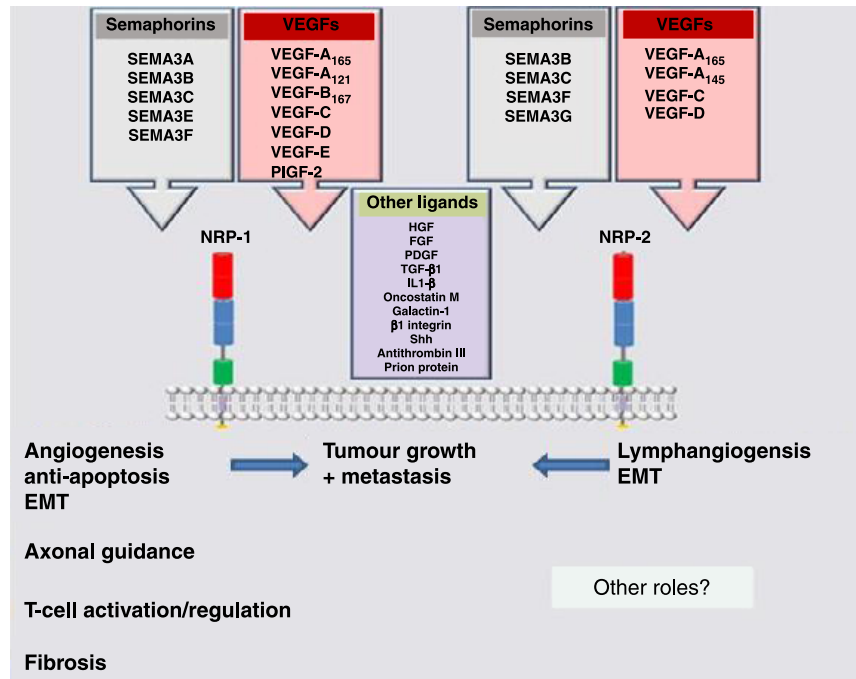 Semaphorins
SEMA3A
SEMA3B
SEMA3C
SEMA3E
SEMA3F
VEGFs
VEGF-A165
VEGF-A121
VEGF-B167
VEGF-C
VEGF-D
VEGF-E
PIGF-2
Semaphorins
SEMA3B
SEMA3C
SEMA3F
SEMA3G
VEGFs
VEGF-A165
VEGF-A145
VEGF-C
VEGF-D
Other ligands
HGF
FGF
PDGF
TGF-β1
IL1-β
Oncostatin M
Galactin-1
β1 integrin
Shh
Antithrombin III
Prion protein
NRP-1
NRP-2
Angiogenesis
anti-apoptosis
EMT
Tumour growth
+ metastasis
Lymphangiogensis
EMT
Axonal guidance
T-cell activation/regulation
Fibrosis
Other roles?